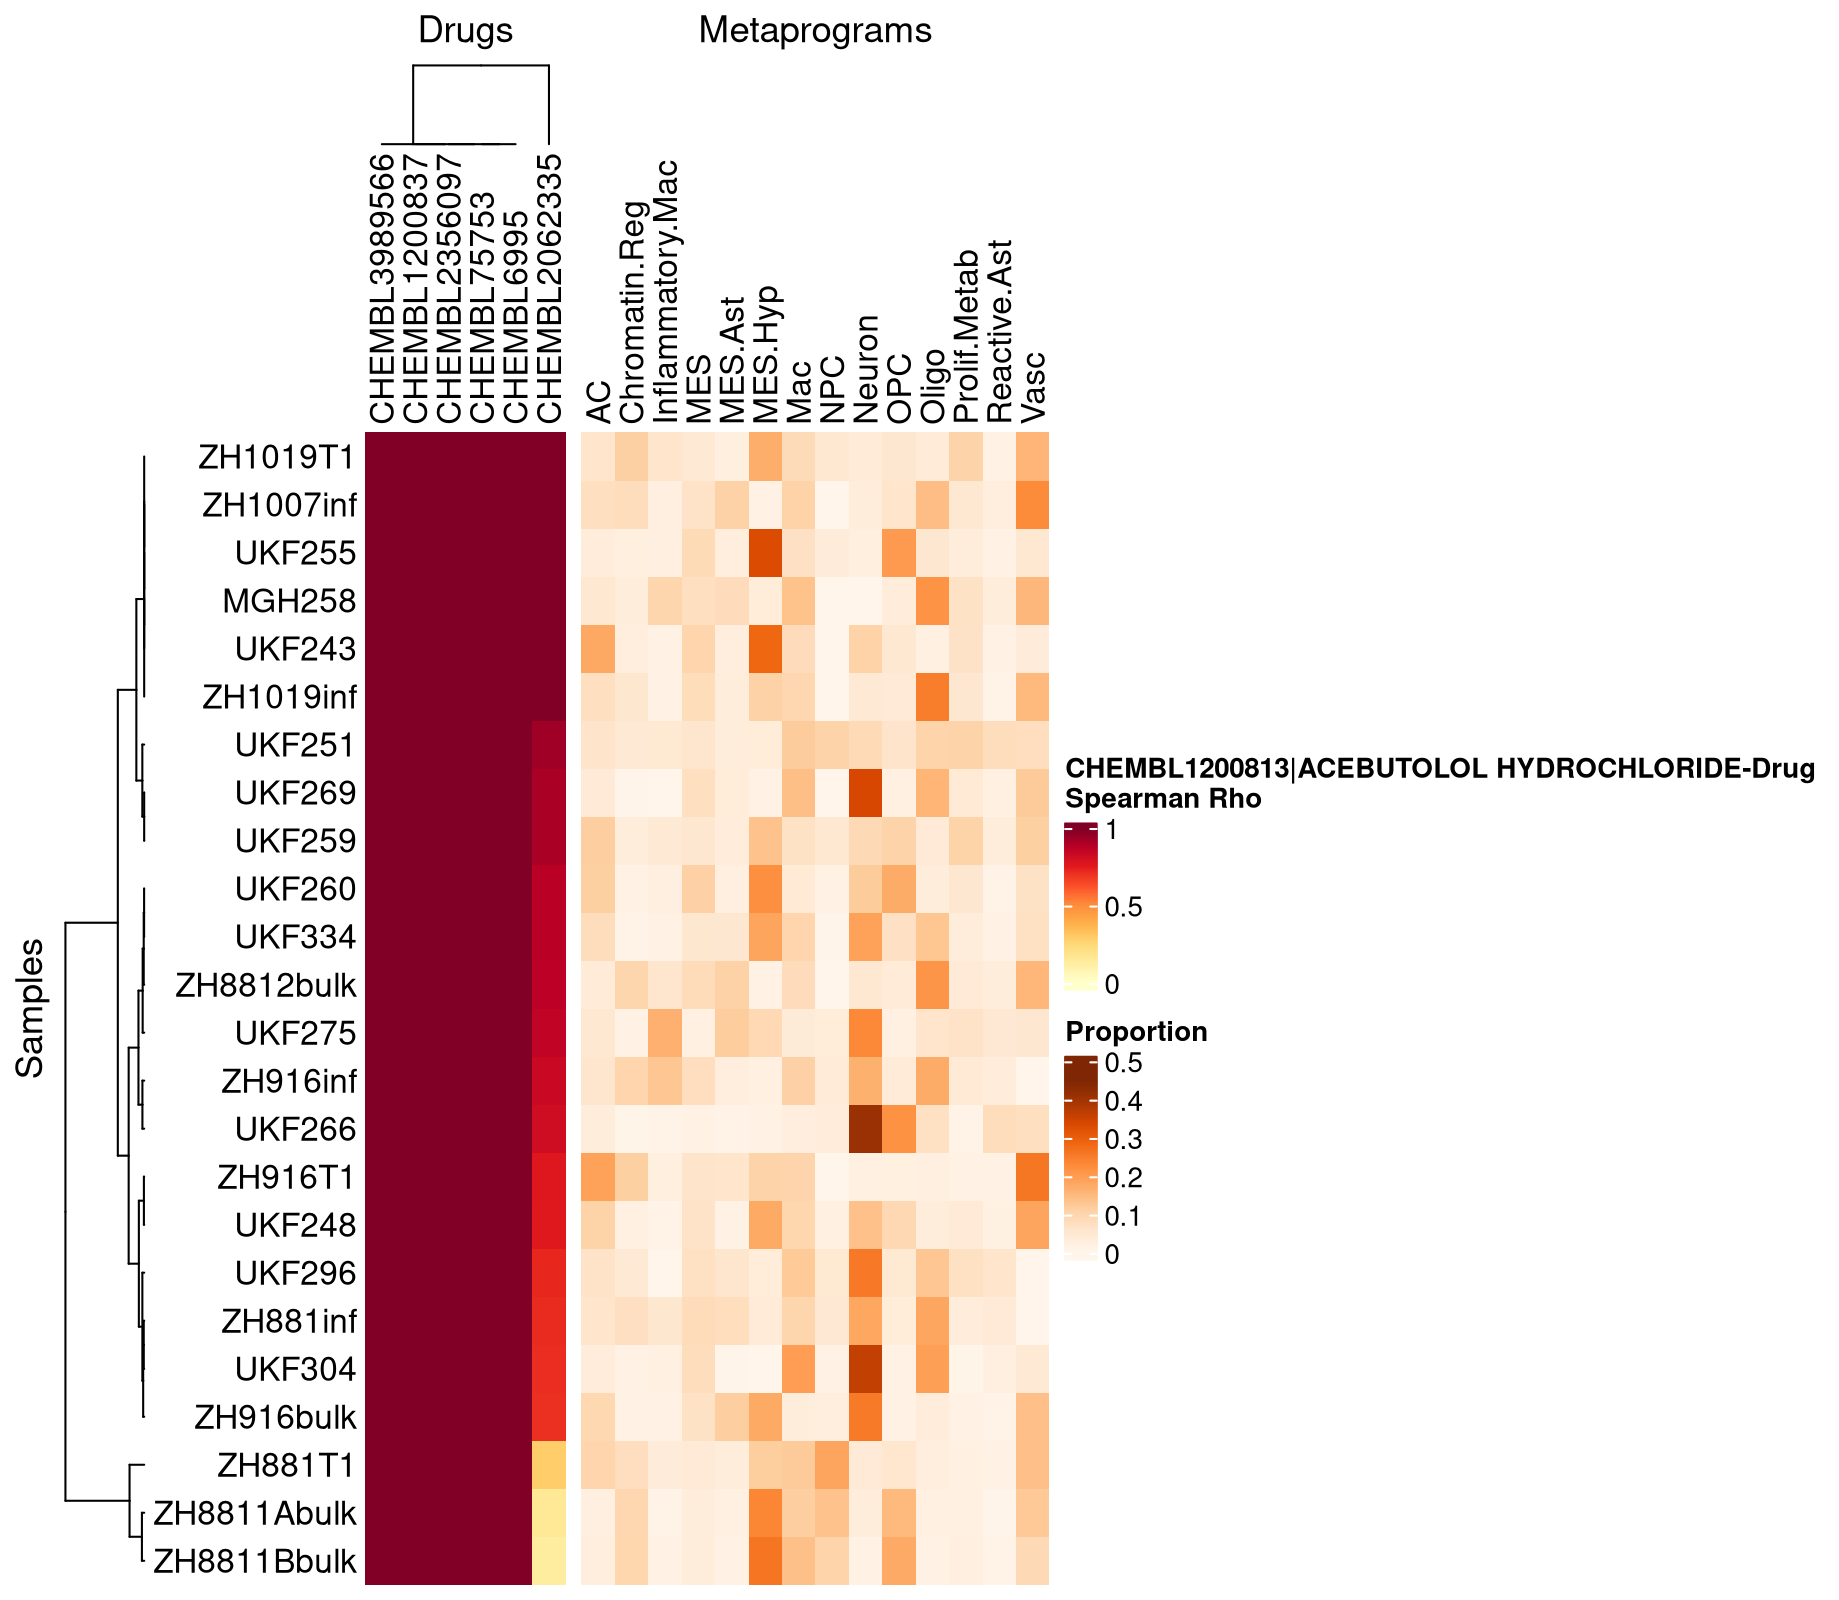 Drugs
Metaprograms
CHEMBL3989566
CHEMBL1200837
CHEMBL2356097
CHEMBL75753
CHEMBL6995
CHEMBL2062335
AC
Chromatin.Reg
Inflammatory.Mac
MES
MES.Ast
MES.Hyp
Mac
NPC
Neuron
OPC
Oligo
Prolif.Metab
Reactive.Ast
Vasc
Samples
ZH1019T1
ZH1007inf
UKF255
MGH258
UKF243
ZH1019inf
UKF251
UKF269
UKF259
UKF260
UKF334
ZH8812bulk
UKF275
ZH916inf
UKF266
ZH916T1
UKF248
UKF296
ZH881inf
UKF304
ZH916bulk
ZH881T1
ZH8811Abulk
ZH8811Bbulk
CHEMBL1200813|ACEBUTOLOL HYDROCHLORIDE-Drug
Spearman Rho
1
0.5
0
Proportion
0.5
0.4
0.3
0.2
0.1
0